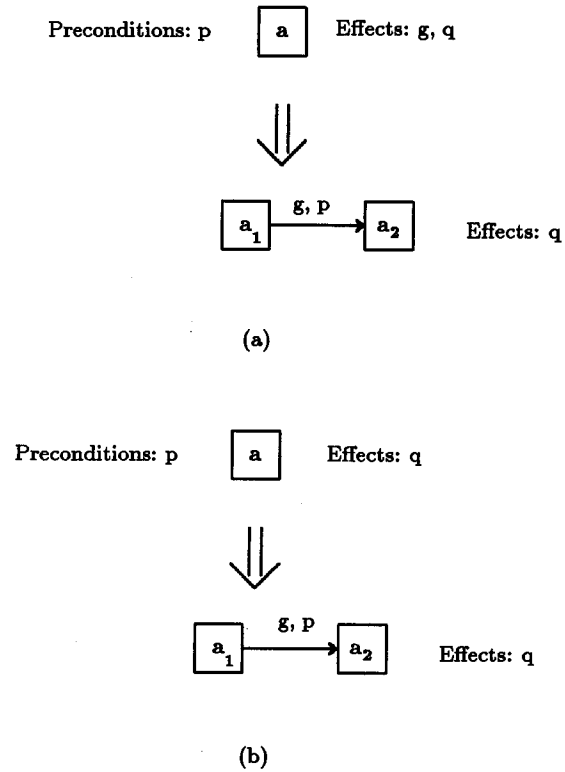 Preconditions: p a Effects: g, q
g, p
a1 a2 Effects: q
(a)
Preconditions: p a Effects: q
g, p
a1 a2 Effects: q
(b)